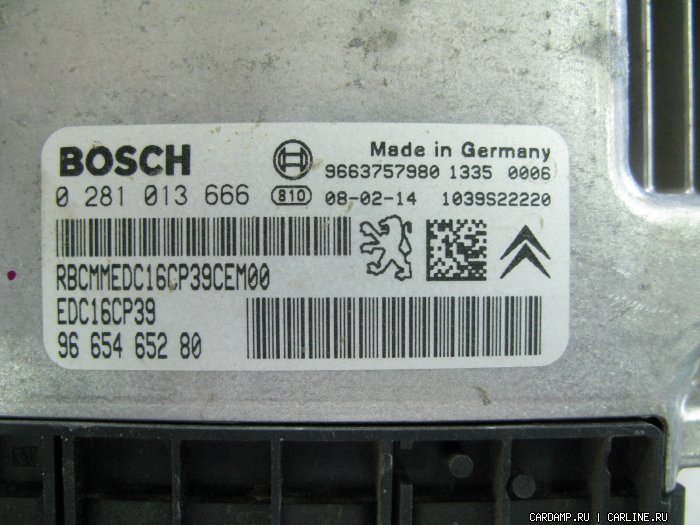 BOSCH
Made in Germany
9663757980 1335 0006
0 281 013 666 810 08-02-14 1039S22220
RBCMMEDC16CP39CEM00
EDC16CP39
96 654 652 80
CARDAMP.RU | CARLINE.RU